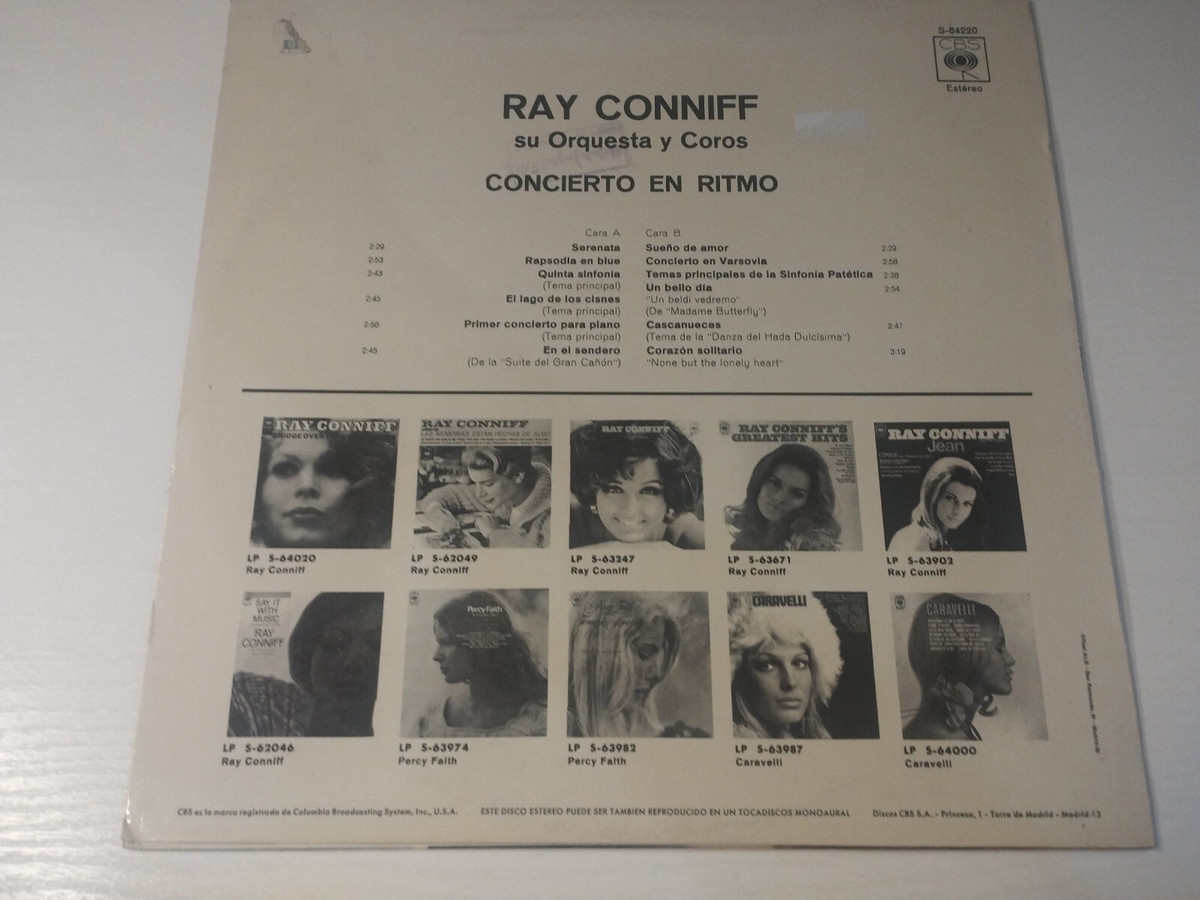 S-64220
CBS
Estéreo
RAY CONNIFF
su Orquesta y Coros
CONCIERTO EN RITMO
Cara A
2:29 Serenata
2:53 Rapsodia en blue
2:43 Quinta sinfonía
(Tema principal)
2:45 El lago de los cisnes
(Tema principal)
2:58 Primer concierto para piano
(Tema principal)
2:45 En el sendero
(De la "Suite del Gran Cañón")
Cara B
Sueño de amor 2:29
Concierto en Varsovia 2:58
Temas principales de la Sinfonía Patética 2:38
Un bello día 2:54
"Un beldi vedremo"
(De "Madame Butterfly")
Cascanueces 2:47
(Tema de la "Danza del Hada Dulcísima")
Corazón solitario 3:19
"None but the lonely heart"
RAY CONNIFF
BRIDGE OVER
RAY CONNIFF
LAS MEMORIAS ESTAN HECHAS DE
RAY CONNIFF
RAY CONNIFF'S
GREATEST HITS
RAY CONNIFF
Jean
LP S-64020
Ray Conniff
LP S-62049
Ray Conniff
LP S-63247
Ray Conniff
LP S-63671
Ray Conniff
LP S-63902
Ray Conniff
SAY IT
WITH
MUSIC
RAY
CONNIFF
Percy Faith
CARAVELLI
CARAVELLI
LP S-62046
Ray Conniff
LP S-63974
Percy Faith
LP S-63982
Percy Faith
LP S-63987
Caravelli
LP S-64000
Caravelli
CBS es la marca registrada de Columbia Broadcasting System, Inc., U.S.A.
ESTE DISCO ESTEREO PUEDE SER TAMBIEN REPRODUCIDO EN UN TOCADISCOS MONOAURAL
Discos CBS S.A. - Princesa, 1 - Torre de Madrid - Madrid-13